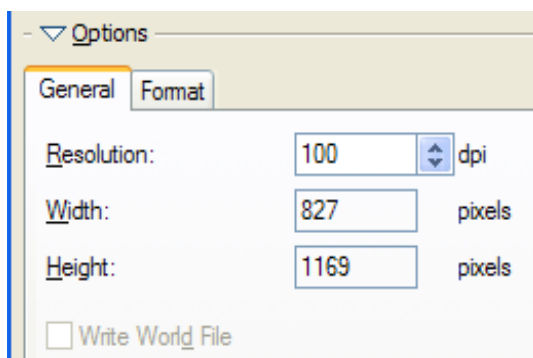 Options
General Format
Resolution: 100 dpi
Width: 827 pixels
Height: 1169 pixels
Write World File